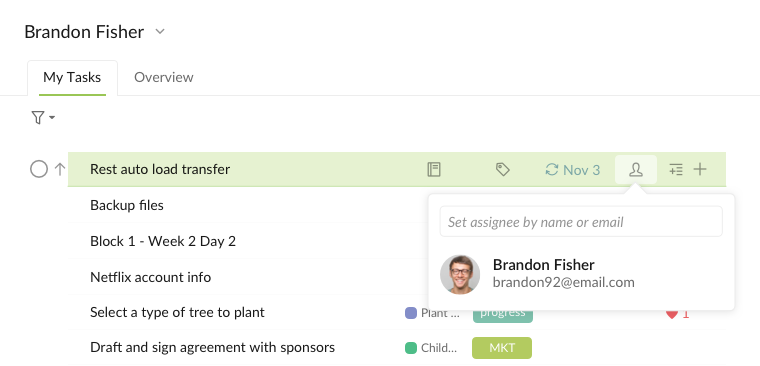 Brandon Fisher
My Tasks
Overview
Rest auto load transfer
Nov 3
Backup files
Set assignee by name or email
Block 1 - Week 2 Day 2
Brandon Fisher
Netflix account info
brandon92@email.com
Select a type of tree to plant
Plant ...
progress
1
Draft and sign agreement with sponsors
Child...
MKT